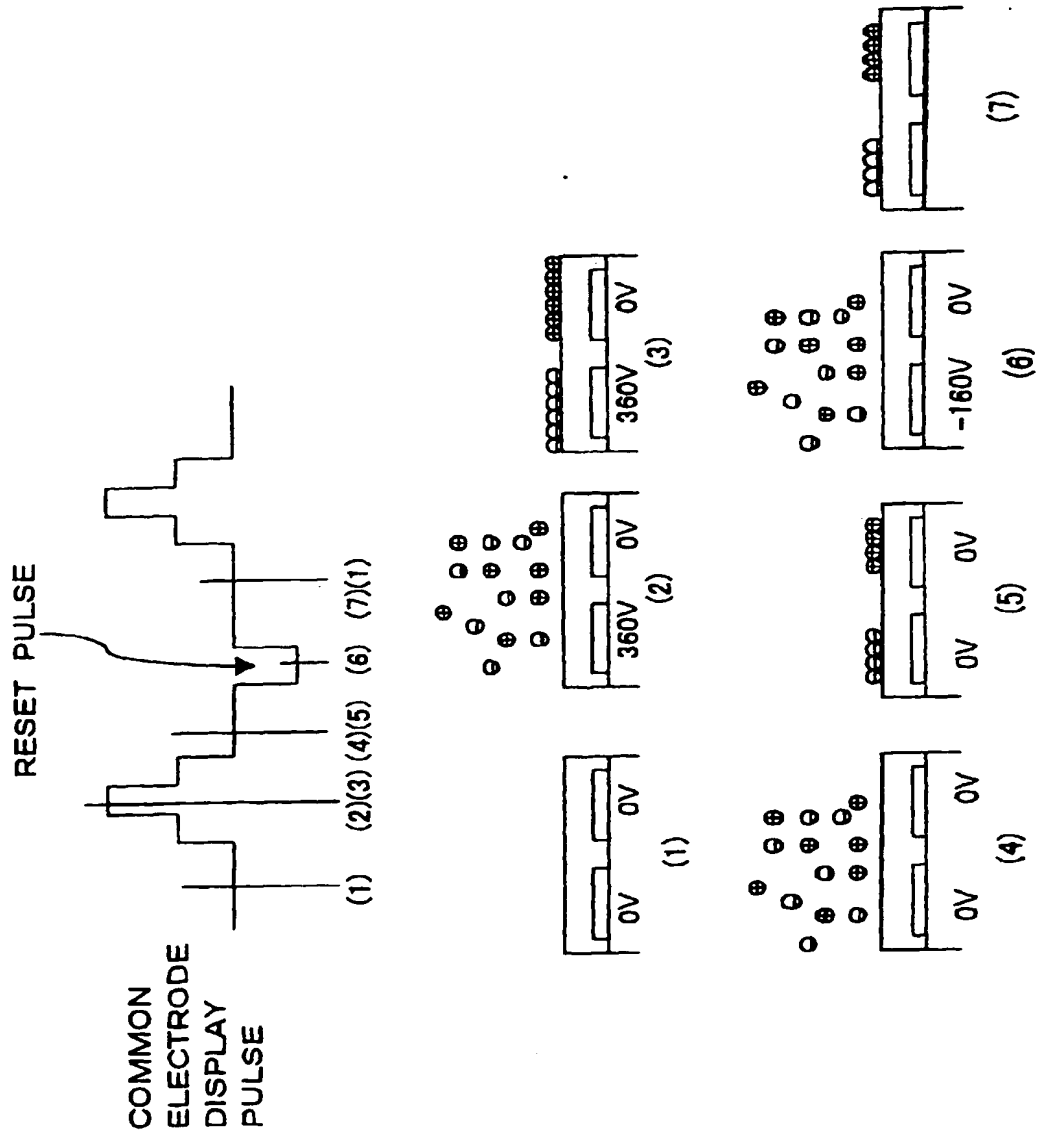 RESET PULSE
COMMON
ELECTRODE
DISPLAY
PULSE
(1) (2)(3) (4)(5) (6) (7)(1)
0V 0V
(1)
360V 0V
(2)
360V 0V
(3)
0V 0V
(4)
0V 0V
(5)
-160V 0V
(6)
(7)